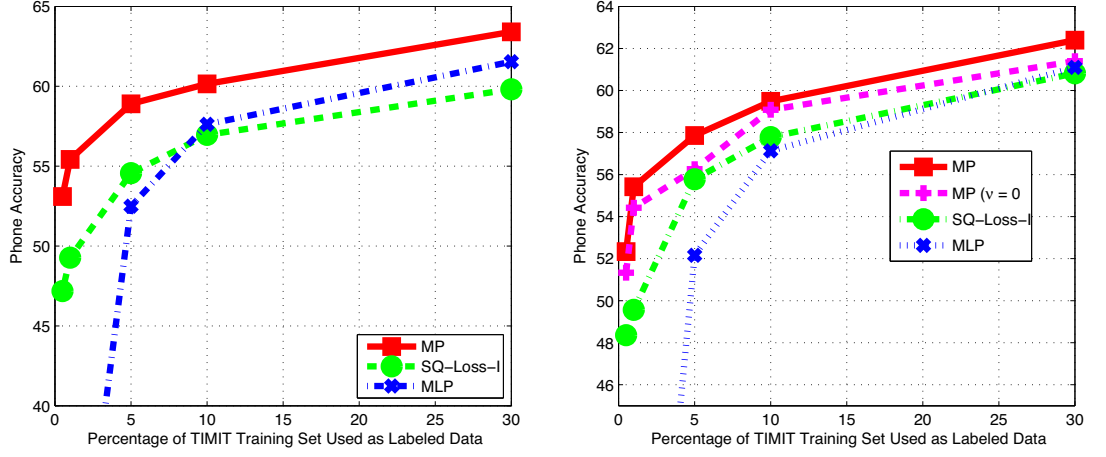 65
60
55
50
45
40
Phone Accuracy
0 5 10 15 20 25 30
Percentage of TIMIT Training Set Used as Labeled Data
MP
SQ-Loss-I
MLP
64
62
60
58
56
54
52
50
48
46
Phone Accuracy
0 5 10 15 20 25 30
Percentage of TIMIT Training Set Used as Labeled Data
MP
MP (ν = 0
SQ-Loss-I
MLP